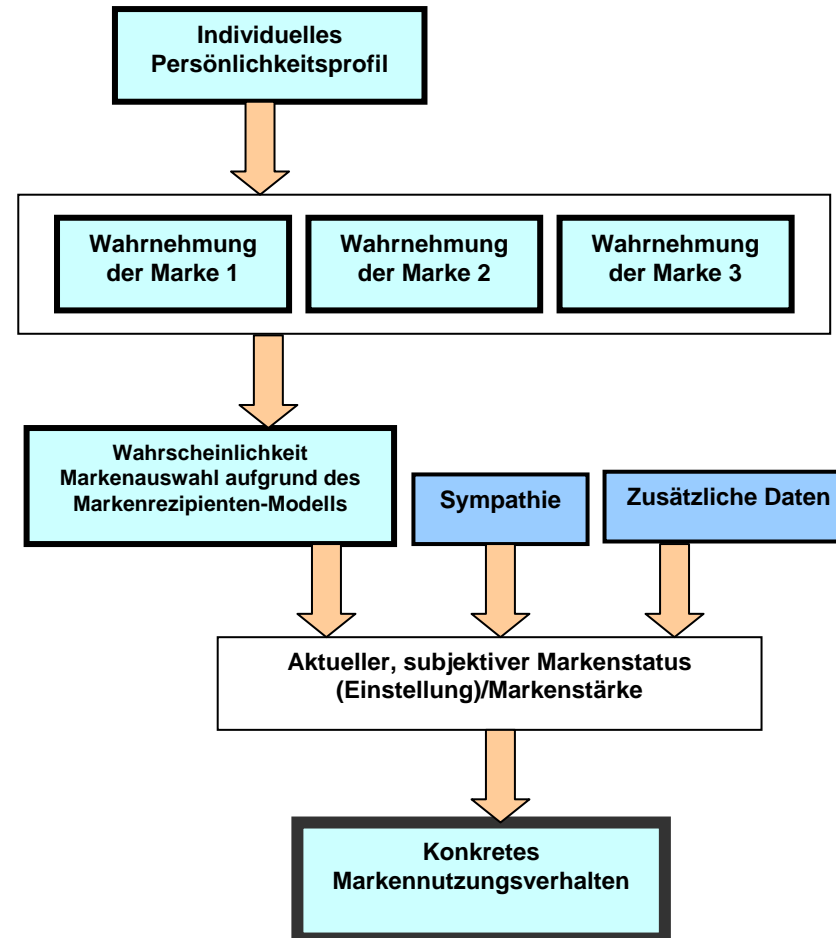 Individuelles
Persönlichkeitsprofil
Wahrnehmung
der Marke 1
Wahrnehmung
der Marke 2
Wahrnehmung
der Marke 3
Wahrscheinlichkeit
Markenauswahl aufgrund des
Markenrezipienten-Modells
Sympathie
Zusätzliche Daten
Aktueller, subjektiver Markenstatus
(Einstellung)/Markenstärke
Konkretes
Markennutzungsverhalten